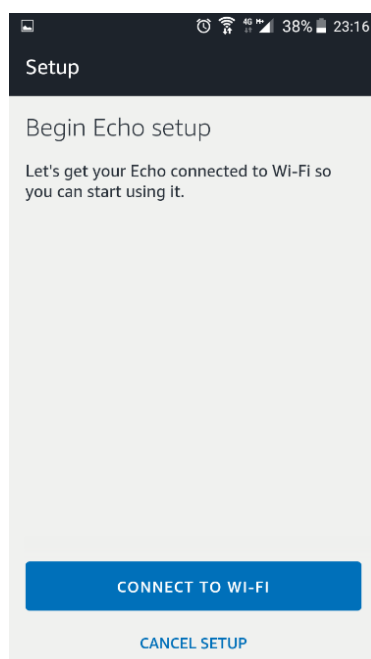 4G H+ 38% 23:16
Setup
Begin Echo setup
Let's get your Echo connected to Wi-Fi so
you can start using it.
CONNECT TO WI-FI
CANCEL SETUP